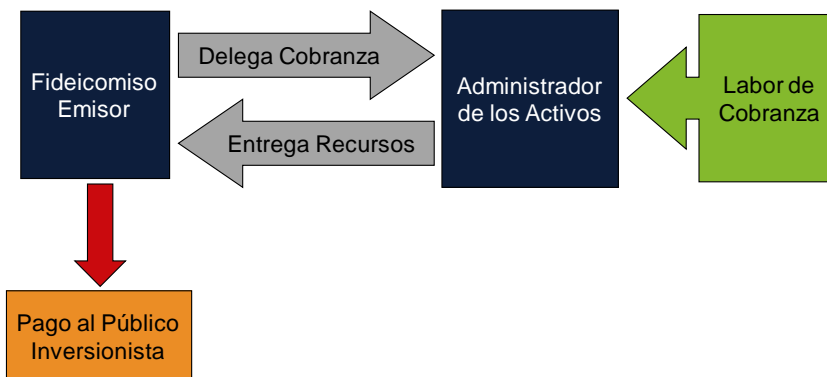 Fideicomiso
Emisor
Delega Cobranza
Entrega Recursos
Administrador
de los Activos
Labor de
Cobranza
Pago al Público
Inversionista